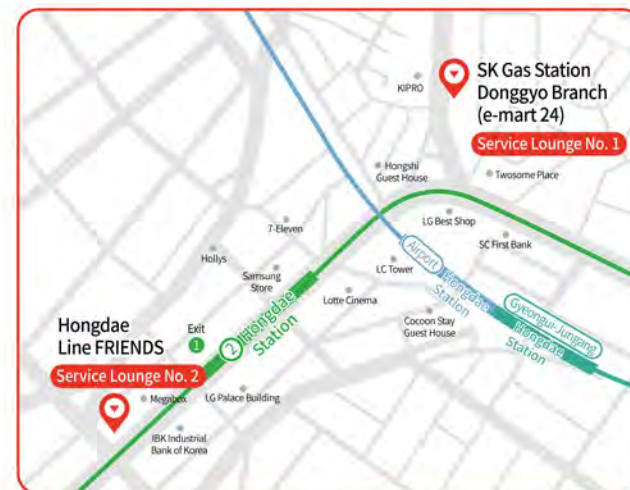 KIPRO
SK Gas Station
Donggyo Branch
(e-mart 24)
Service Lounge No. 1
Hongshi
Guest House
Twosome Place
LG Best Shop
7-Eleven
SC First Bank
Hollys
Samsung
Store
LC Tower
Airport
Hongdae
Station
Lotte Cinema
Cocoon Stay
Guest House
Gyeongui-Jungang
Hongdae
Station
Hongdae
Line FRIENDS
Exit
1
2
Hongdae
Station
Service Lounge No. 2
Megabox
LG Palace Building
IBK Industrial
Bank of Korea